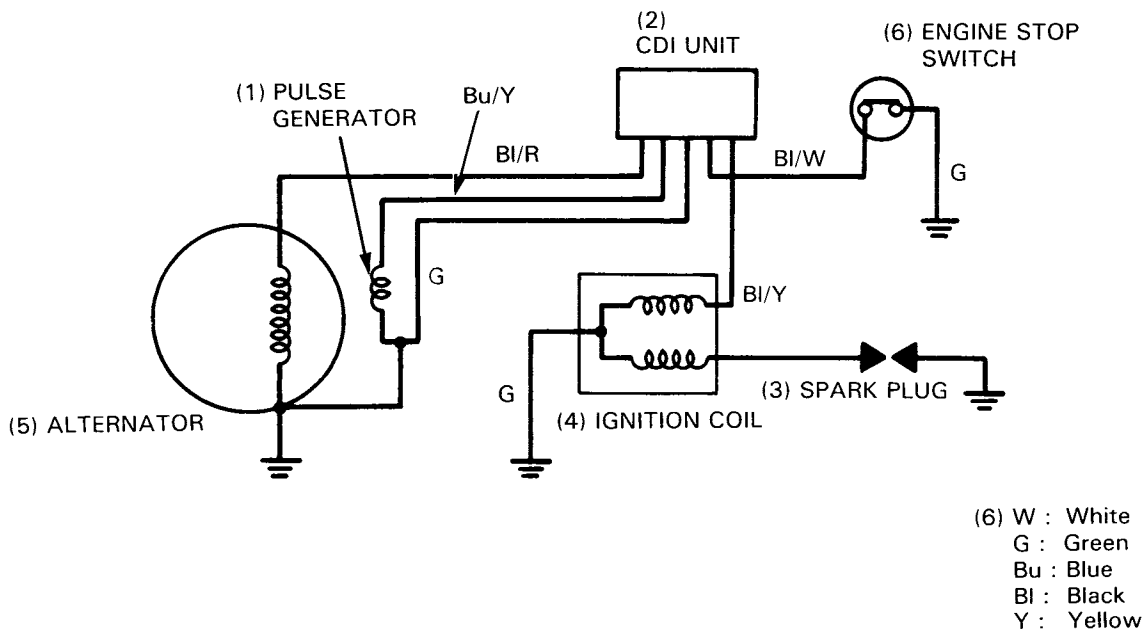 (2)
CDI UNIT
(6) ENGINE STOP
SWITCH
(1) PULSE
GENERATOR
Bu/Y
Bl/R
Bl/W
G
G
Bl/Y
G
(3) SPARK PLUG
(4) IGNITION COIL
(5) ALTERNATOR
(6) W : White
G : Green
Bu : Blue
Bl : Black
Y : Yellow